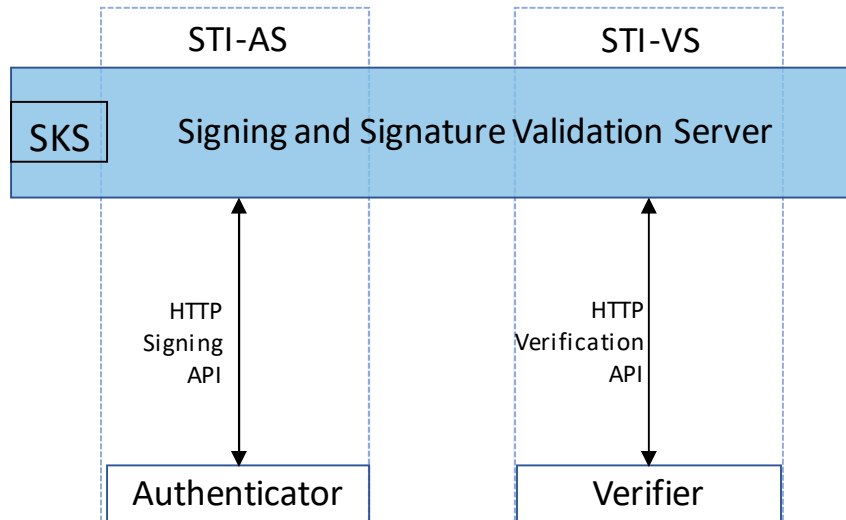 STI-AS
STI-VS
SKS
Signing and Signature Validation Server
HTTP
Signing
API
HTTP
Verification
API
Authenticator
Verifier